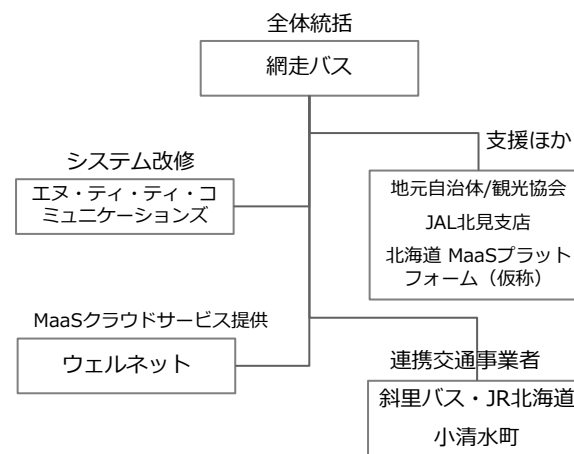 全体統括
網走バス
支援ほか
地元自治体/観光協会
JAL北見支店
北海道 MaaSプラット
フォーム（仮称）
システム改修
エヌ・ティ・ティ・コ
ミュニケーションズ
MaaSクラウドサービス提供
ウェルネット
連携交通事業者
斜里バス・JR北海道
小清水町